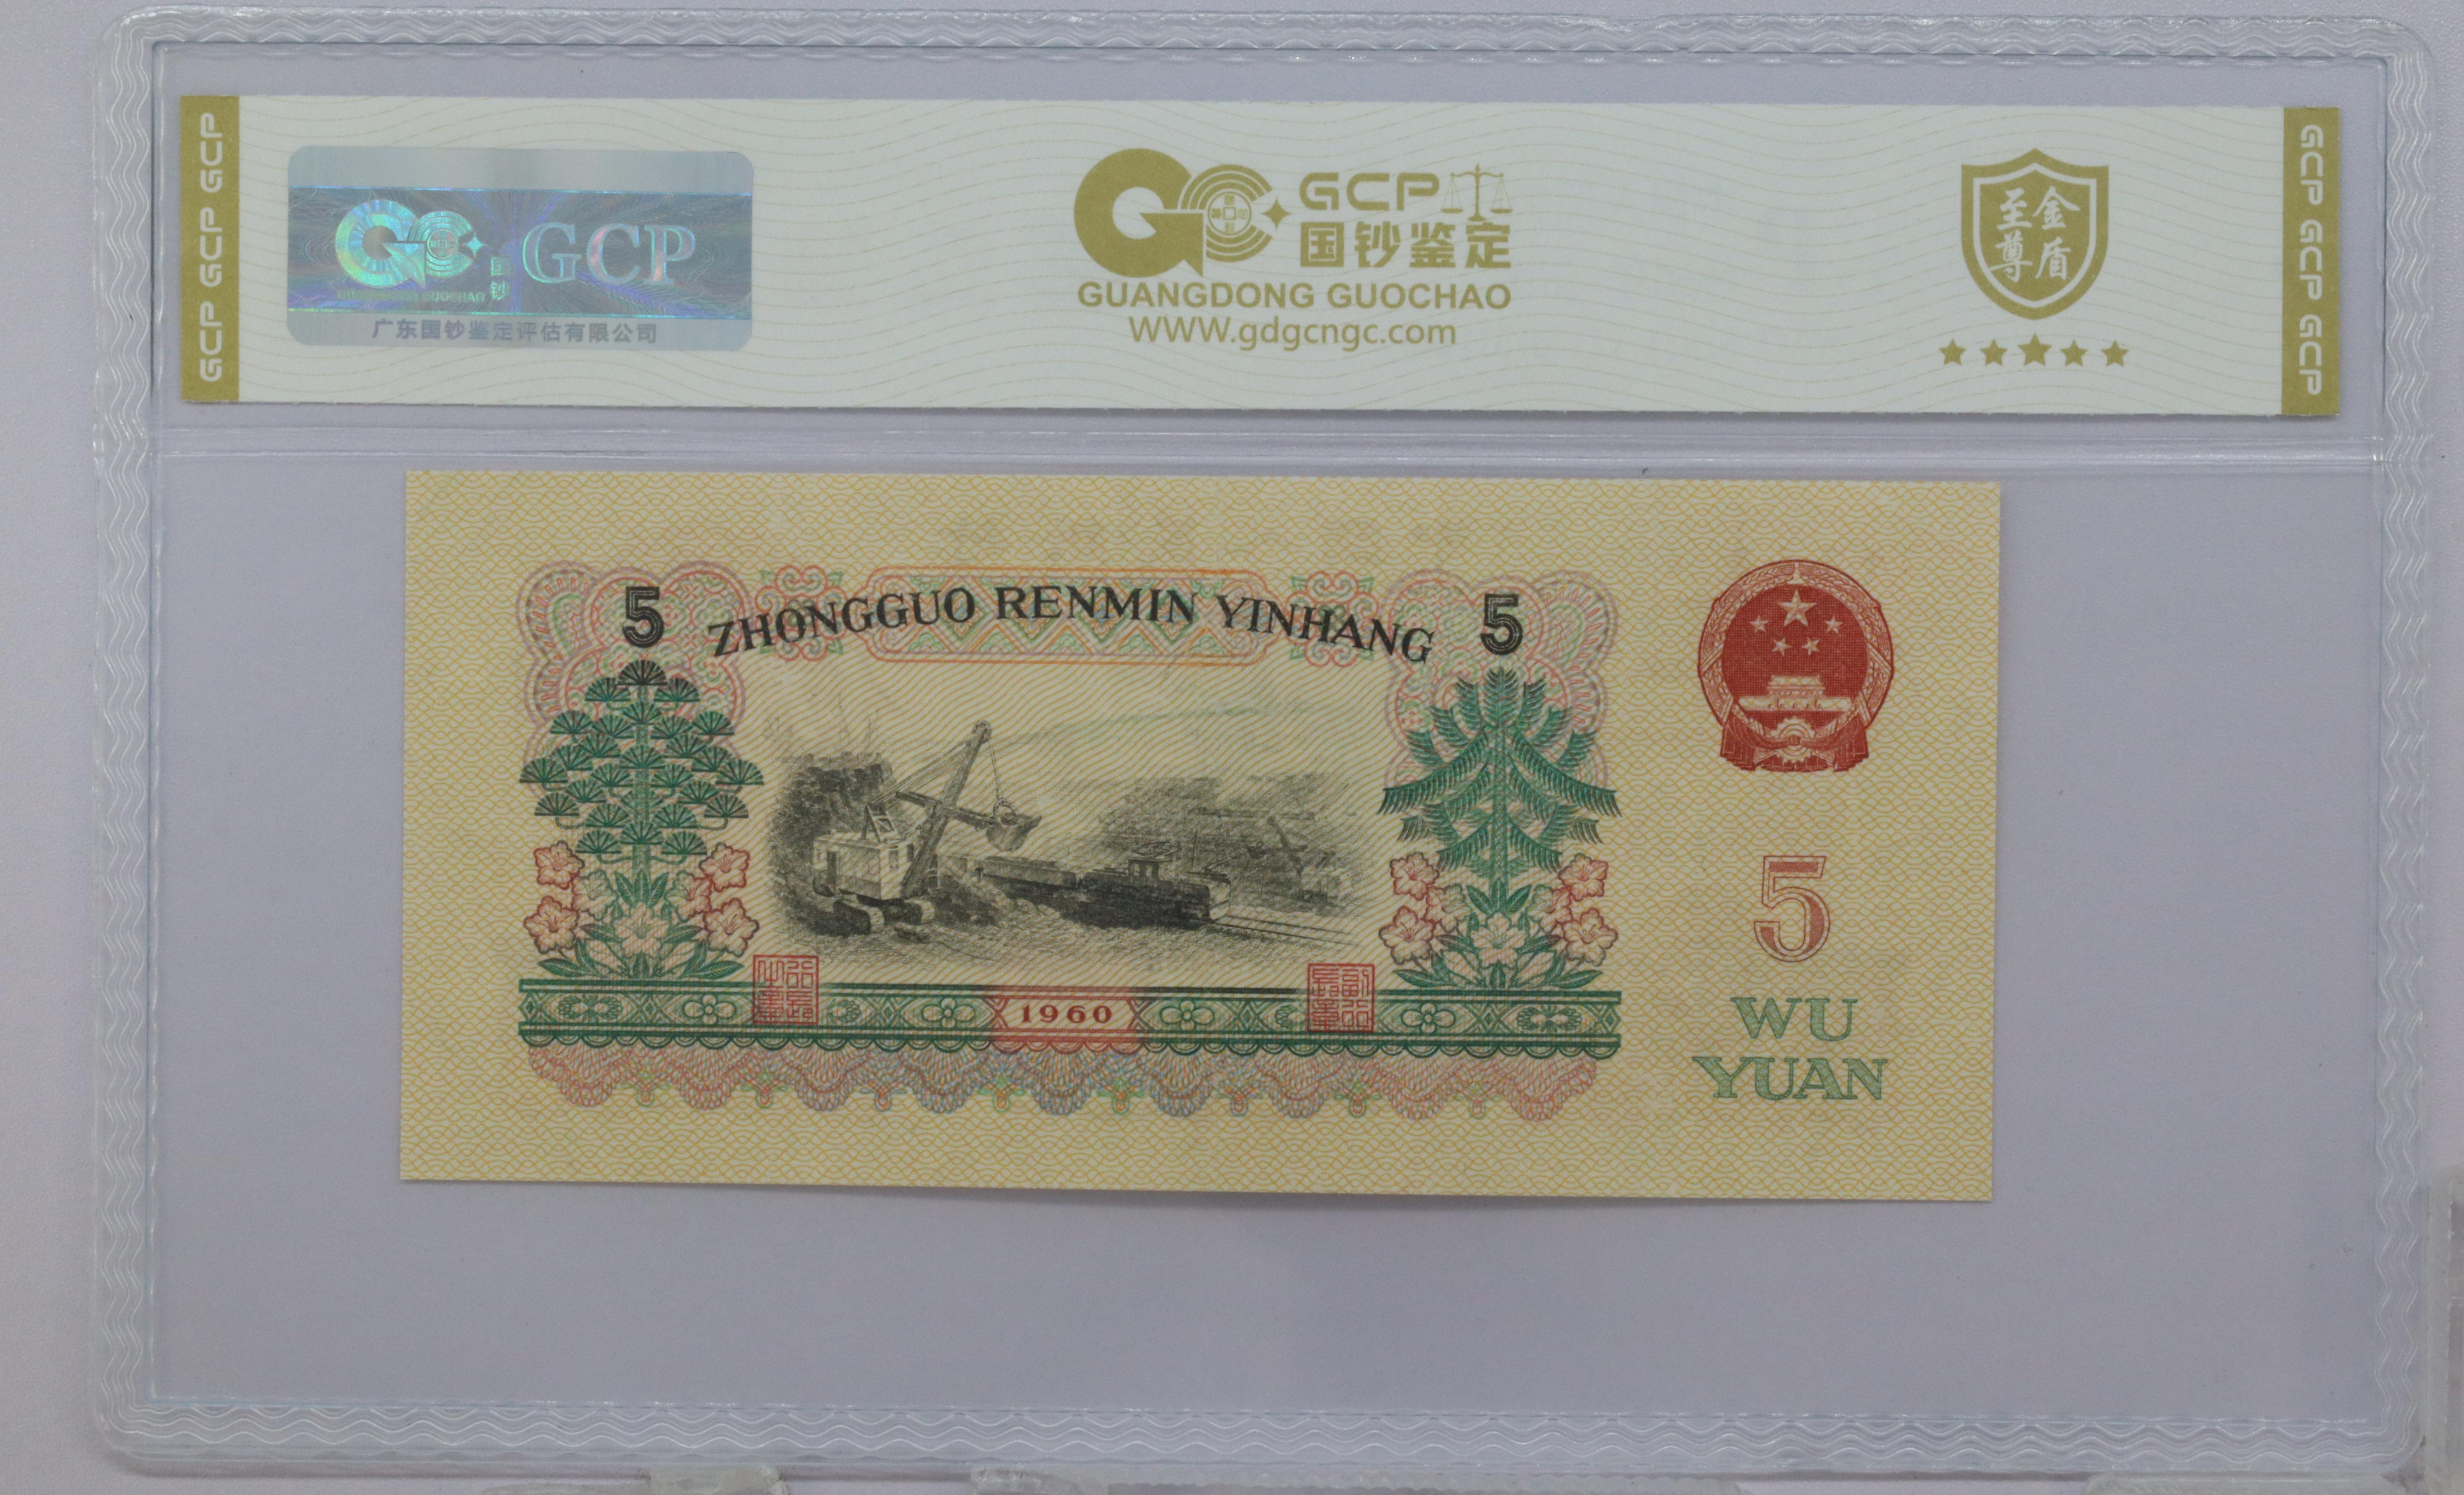 GCP GCP GCP
GCP
国钞
GUANGDONG GUOCHAO
广东国钞鉴定评估有限公司
GCP
国钞鉴定
GUANGDONG GUOCHAO
WWW.gdgcngc.com
至尊金盾
GCP GCP GCP
5 ZHONGGUO RENMIN YINHANG 5
5
WU
YUAN
1960